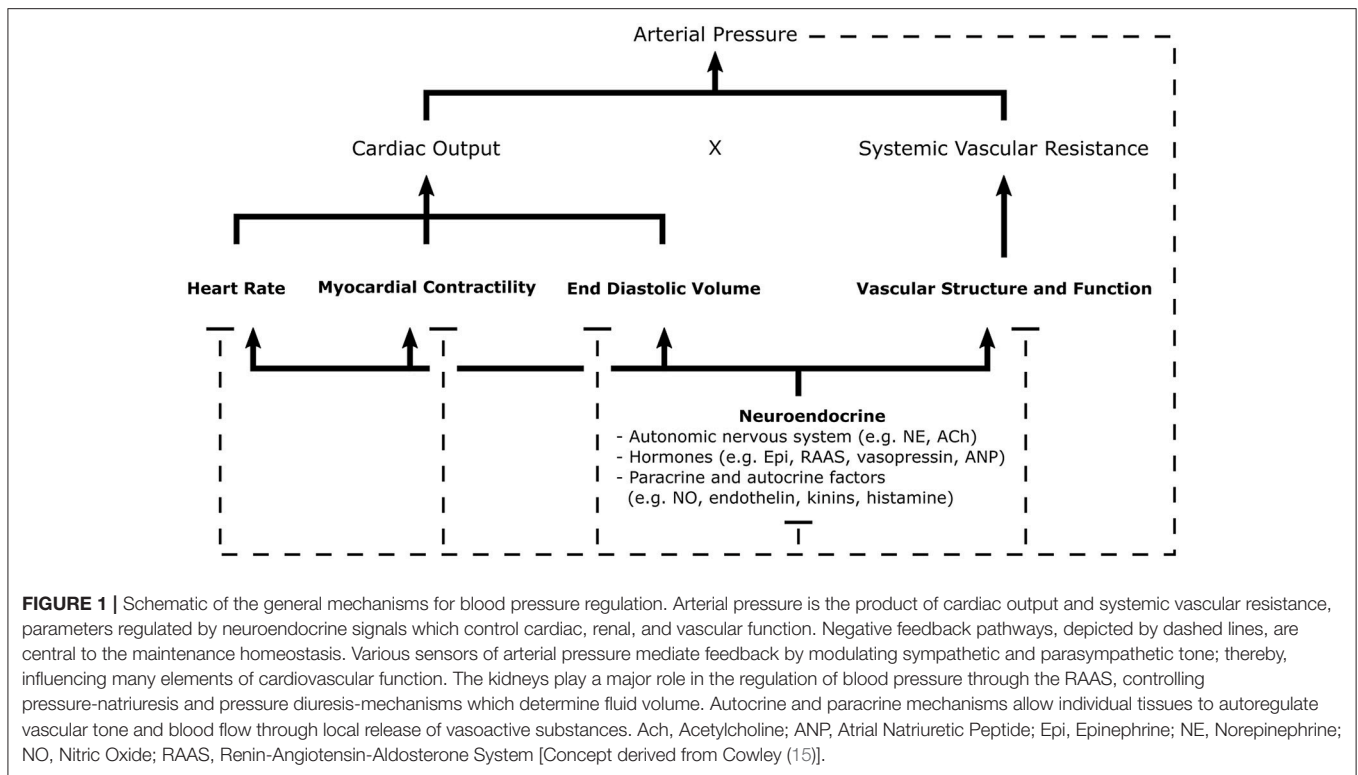 Arterial Pressure
Cardiac Output
X
Systemic Vascular Resistance
Heart Rate
Myocardial Contractility
End Diastolic Volume
Vascular Structure and Function
Neuroendocrine
- Autonomic nervous system (e.g. NE, ACh)
- Hormones (e.g. Epi, RAAS, vasopressin, ANP)
- Paracrine and autocrine factors
(e.g. NO, endothelin, kinins, histamine)
FIGURE 1 | Schematic of the general mechanisms for blood pressure regulation. Arterial pressure is the product of cardiac output and systemic vascular resistance,
parameters regulated by neuroendocrine signals which control cardiac, renal, and vascular function. Negative feedback pathways, depicted by dashed lines, are
central to the maintenance homeostasis. Various sensors of arterial pressure mediate feedback by modulating sympathetic and parasympathetic tone; thereby,
influencing many elements of cardiovascular function. The kidneys play a major role in the regulation of blood pressure through the RAAS, controlling
pressure-natriuresis and pressure diuresis-mechanisms which determine fluid volume. Autocrine and paracrine mechanisms allow individual tissues to autoregulate
vascular tone and blood flow through local release of vasoactive substances. Ach, Acetylcholine; ANP, Atrial Natriuretic Peptide; Epi, Epinephrine; NE, Norepinephrine;
NO, Nitric Oxide; RAAS, Renin-Angiotensin-Aldosterone System [Concept derived from Cowley (15)].